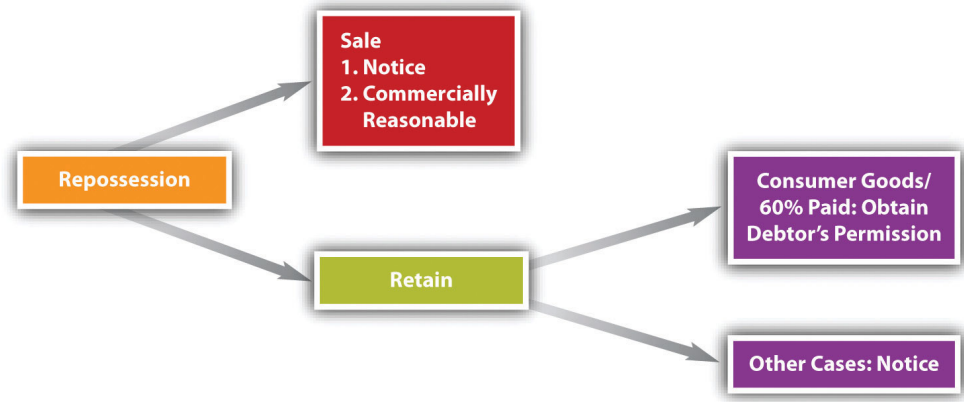 Sale
1. Notice
2. Commercially
Reasonable
Repossession
Retain
Consumer Goods/
60% Paid: Obtain
Debtor's Permission
Other Cases: Notice